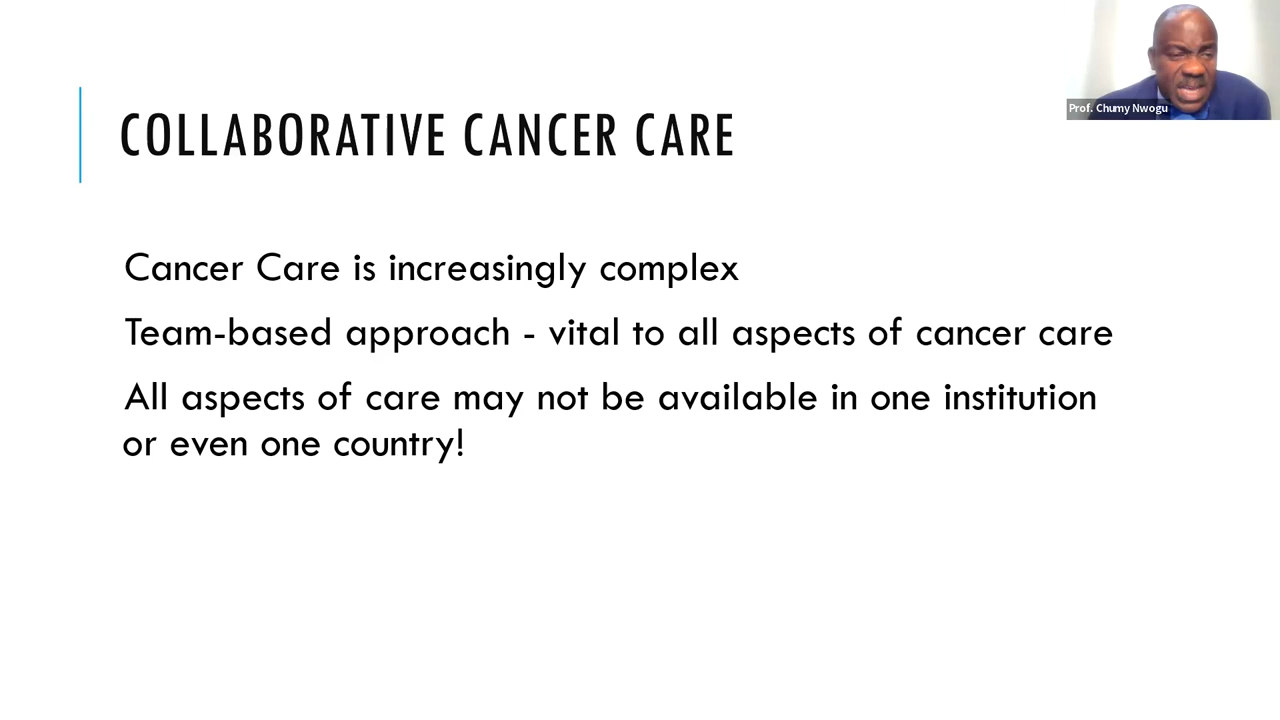 Prof. Chumy Nwogu
COLLABORATIVE CANCER CARE
Cancer Care is increasingly complex
Team-based approach - vital to all aspects of cancer care
All aspects of care may not be available in one institution
or even one country!